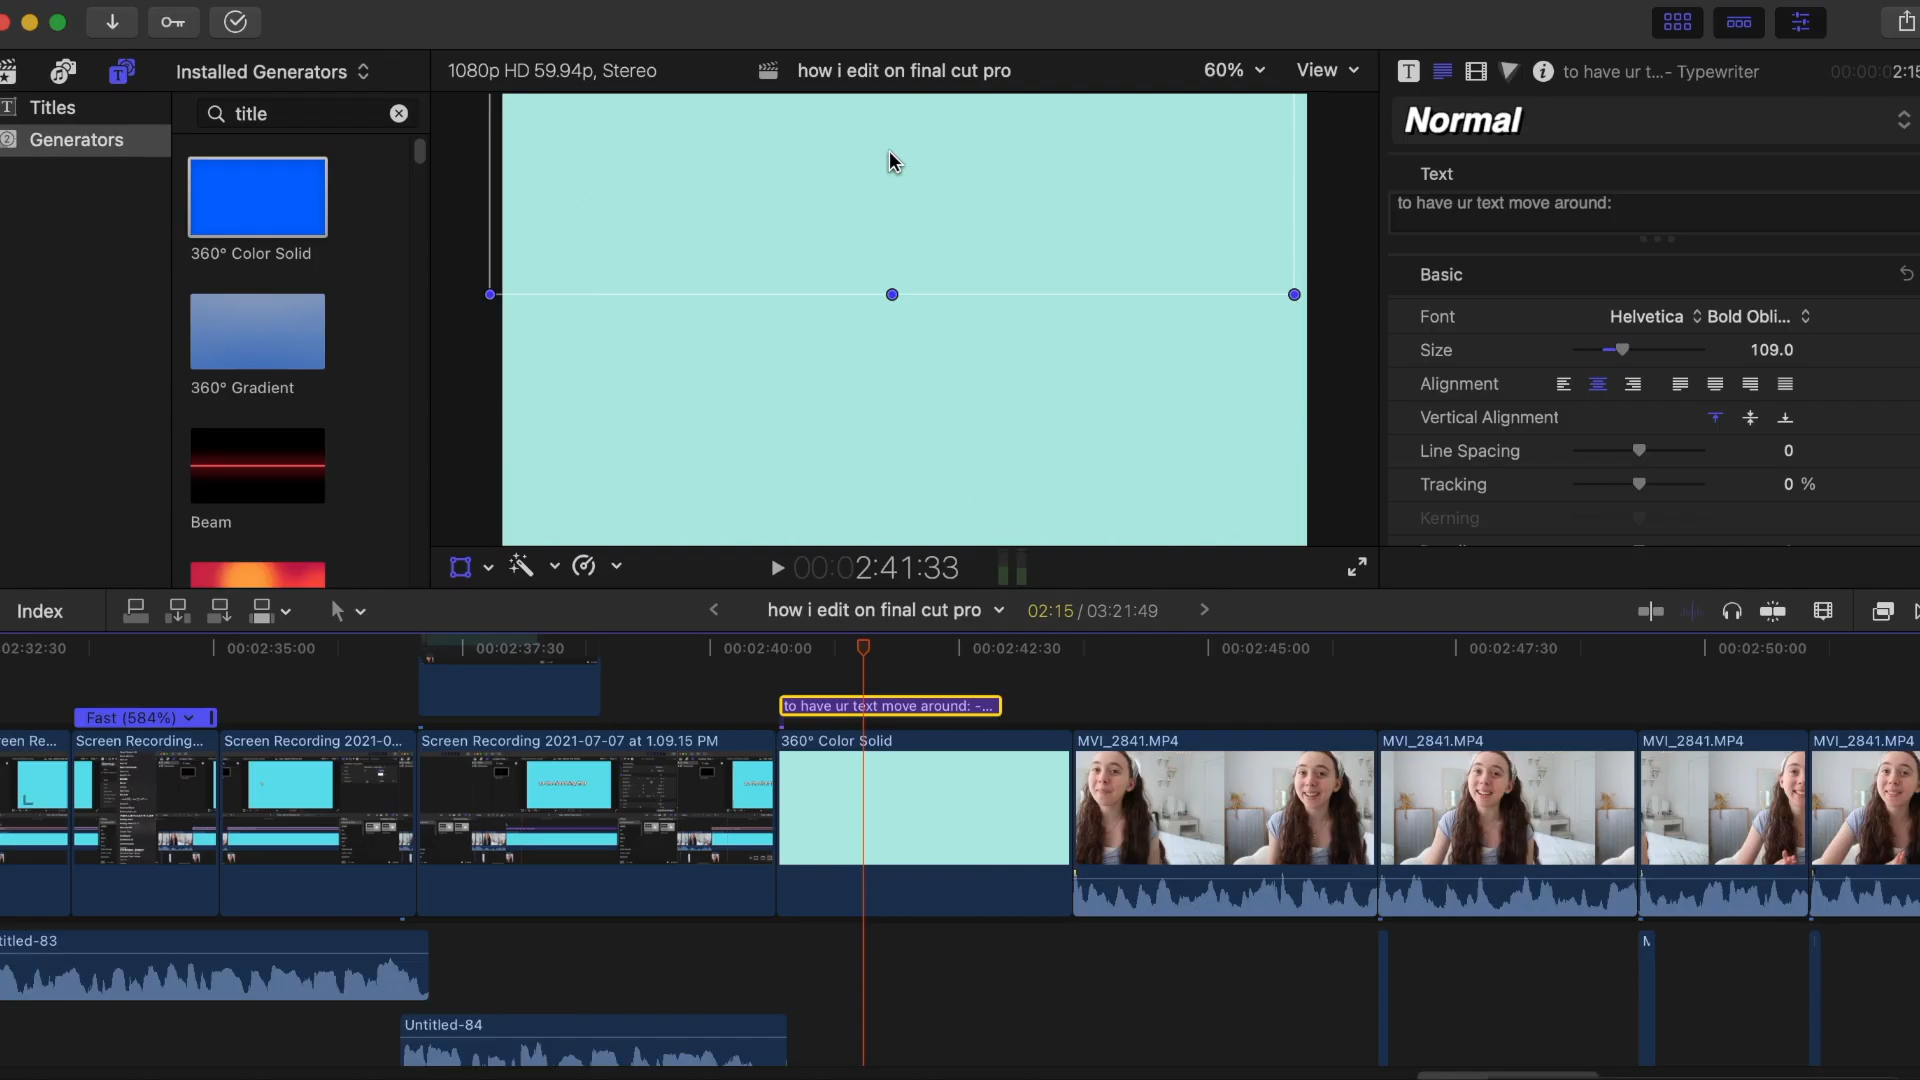 Installed Generators
1080p HD 59.94p, Stereo
how i edit on final cut pro
60%
View
to have ur t...- Typewriter
00:00:02:15
Titles
title
Generators
360° Color Solid
360° Gradient
Beam
Normal
Text
to have ur text move around:
Basic
Font
Helvetica
Bold Obli...
Size
109.0
Alignment
Vertical Alignment
Line Spacing
0
Tracking
0 %
Kerning
00:02:41:33
Index
how i edit on final cut pro
02:15 / 03:21:49
02:32:30
00:02:35:00
00:02:37:30
00:02:40:00
00:02:42:30
00:02:45:00
00:02:47:30
00:02:50:00
to have ur text move around: -...
Fast (584%)
een Re...
Screen Recording...
Screen Recording 2021-0...
Screen Recording 2021-07-07 at 1.09.15 PM
360° Color Solid
MVI_2841.MP4
MVI_2841.MP4
MVI_2841.MP4
MVI_2841.MP4
titled-83
Untitled-84